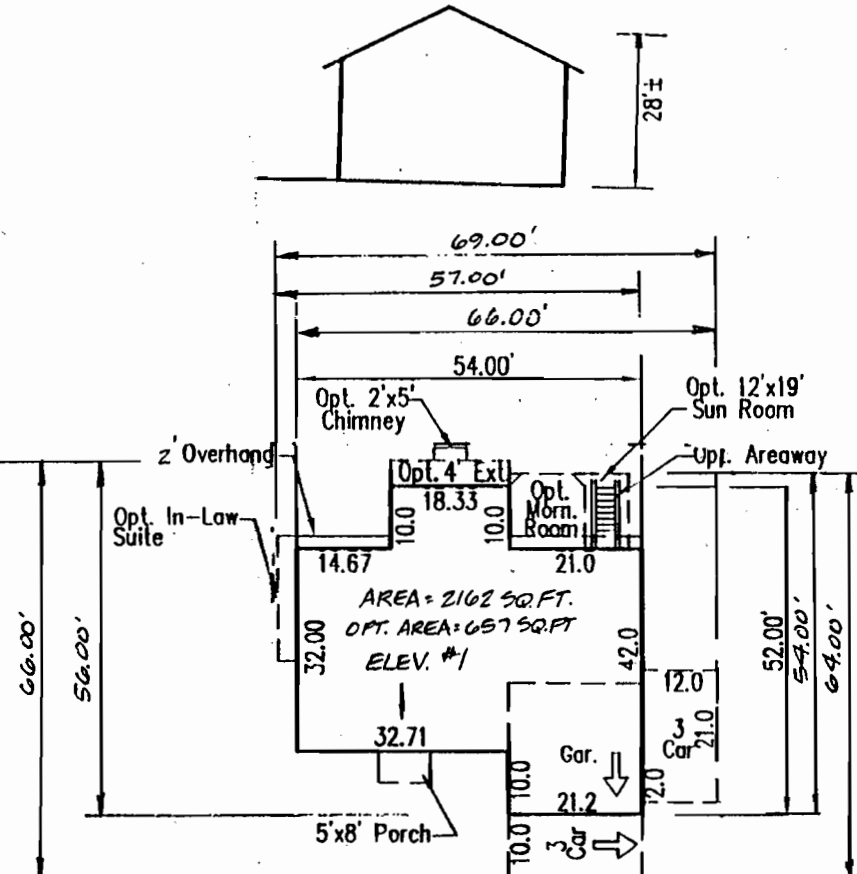 28'±
69.00'
57.00'
66.00'
54.00'
Opt. 2'x5'
Chimney
Opt. 12'x19'
Sun Room
2' Overhang
Opt. 4' Ext.
Opt. Areaway
18.33
Opt.
Morn.
Room
Opt. In-Law
Suite
10.0
10.0
14.67
21.0
AREA = 2162 SQ.FT.
OPT. AREA = 657 SQ.FT
ELEV. #1
32.00
42.0
66.00'
56.00'
52.00'
54.00'
64.00'
12.0
3
Car
21.0
32.71
Gar.
10.0
2.0
21.2
5'x8' Porch
10.0
3
Car